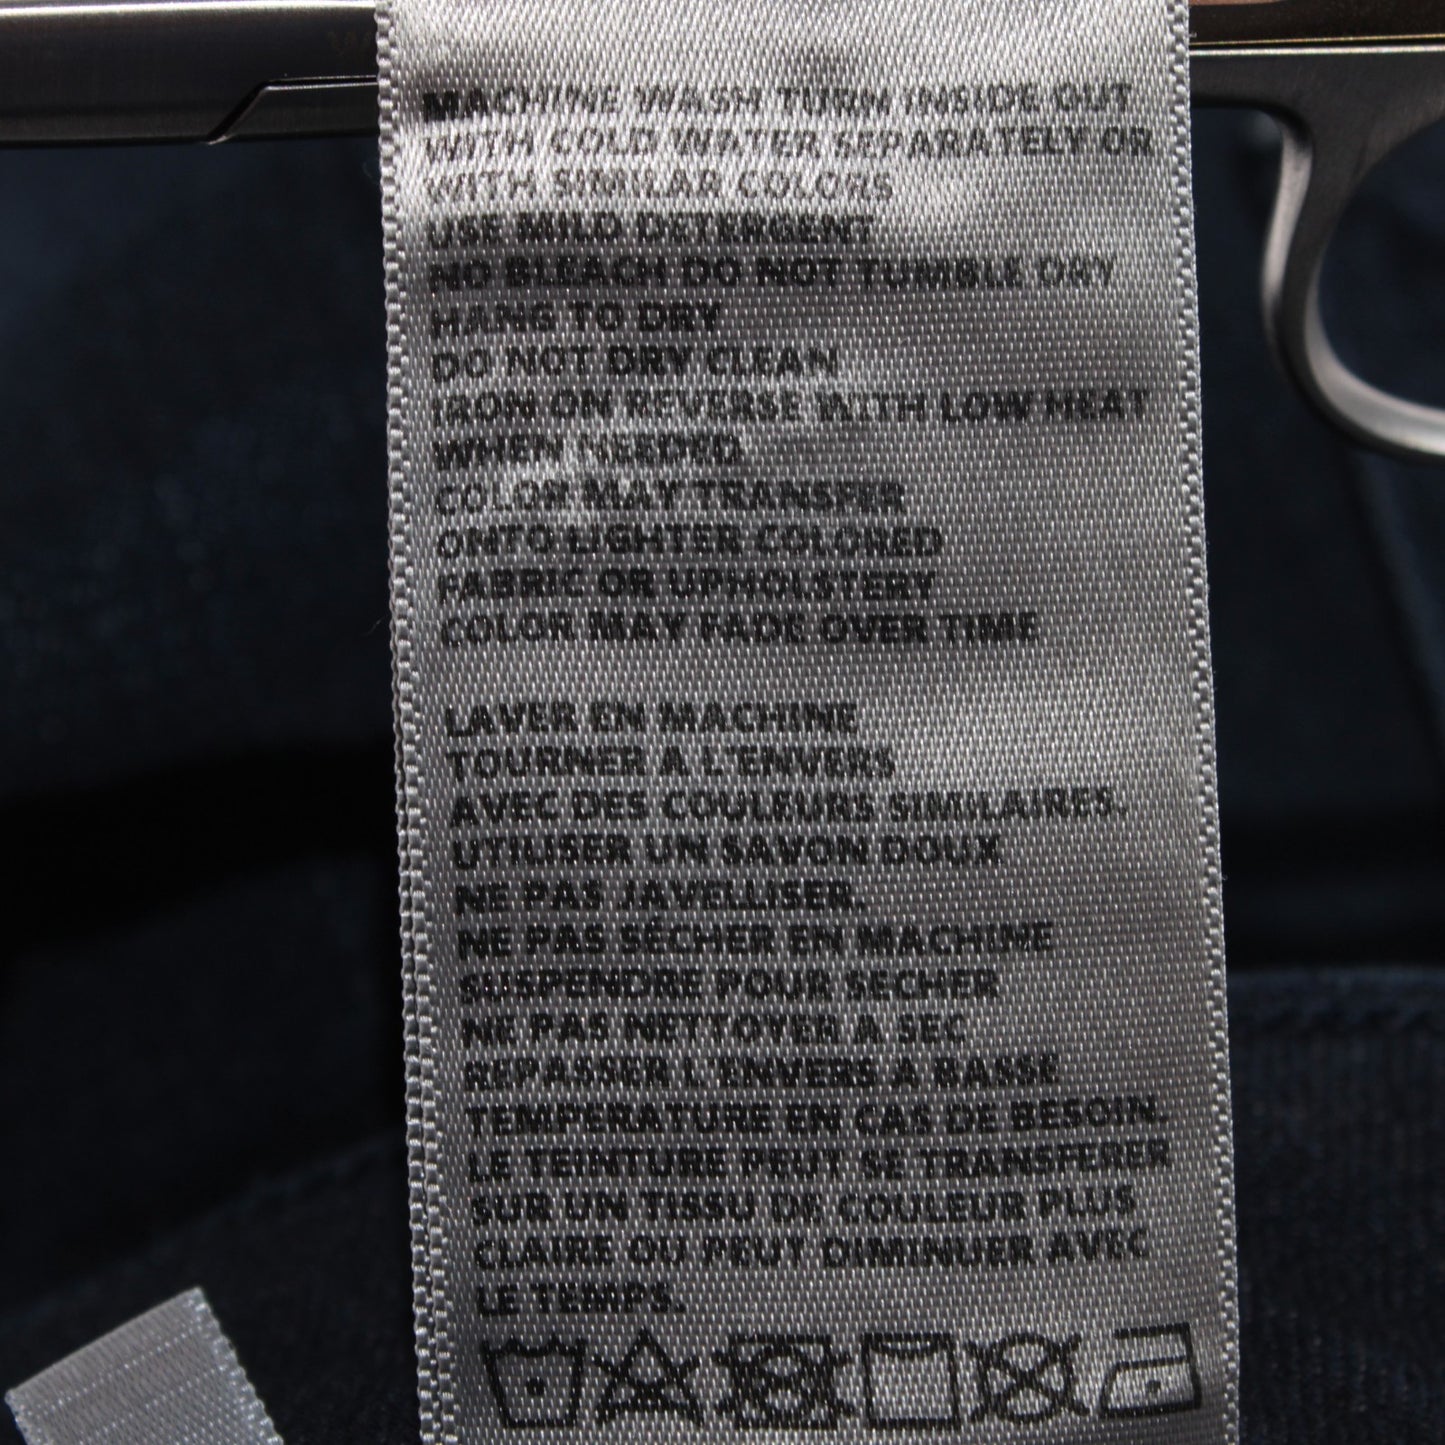 MACHINE WASH TURN INSIDE OUT
WITH COLD WATER SEPARATELY OR
WITH SIMILAR COLORS
USE MILD DETERGENT
NO BLEACH DO NOT TUMBLE DRY
HANG TO DRY
DO NOT DRY CLEAN
IRON ON REVERSE WITH LOW HEAT
WHEN NEEDED
COLOR MAY TRANSFER
ONTO LIGHTER COLORED
FABRIC OR UPHOLSTERY
COLOR MAY FADE OVER TIME
LAVER EN MACHINE
TOURNER A L'ENVERS
AVEC DES COULEURS SIMILAIRES.
UTILISER UN SAVON DOUX
NE PAS JAVELLISER.
NE PAS SÉCHER EN MACHINE
SUSPENDRE POUR SECHER
NE PAS NETTOYER A SEC
REPASSER L'ENVERS A BASSE
TEMPERATURE EN CAS DE BESOIN.
LE TEINTURE PEUT SE TRANSFERER
SUR UN TISSU DE COULEUR PLUS
CLAIRE OU PEUT DIMINUER AVEC
LE TEMPS.